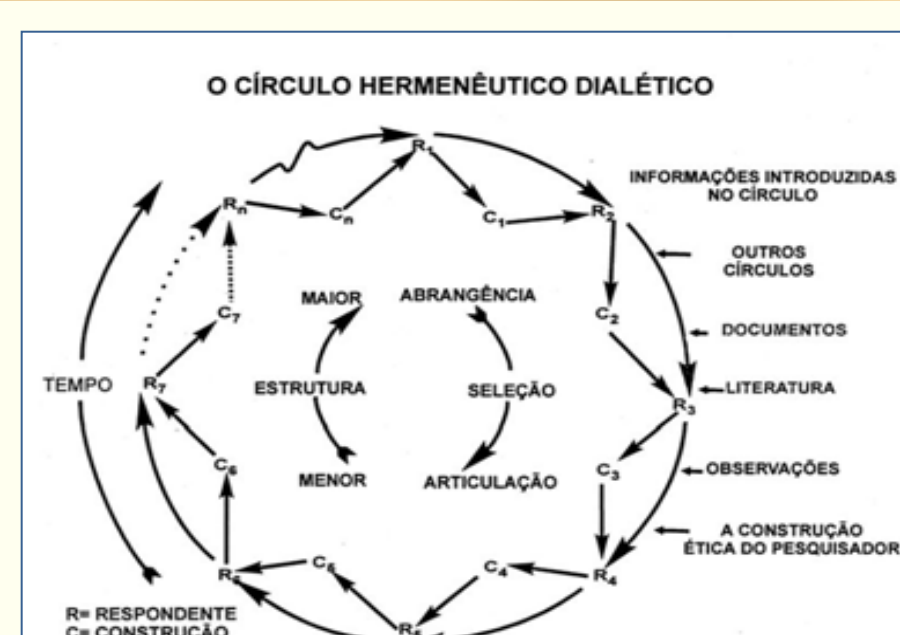 O CÍRCULO HERMENÊUTICO DIALÉTICO
R1
INFORMAÇÕES INTRODUZIDAS
NO CÍRCULO
Rn
Cn
C1
R2
OUTROS
CÍRCULOS
MAIOR
ABRANGÊNCIA
C7
C2
DOCUMENTOS
TEMPO
R7
ESTRUTURA
SELEÇÃO
LITERATURA
R3
C6
C3
OBSERVAÇÕES
MENOR
ARTICULAÇÃO
A CONSTRUÇÃO
ÉTICA DO PESQUISADOR
C5
C4
R4
R= RESPONDENTE
C= CONSTRUÇÃO